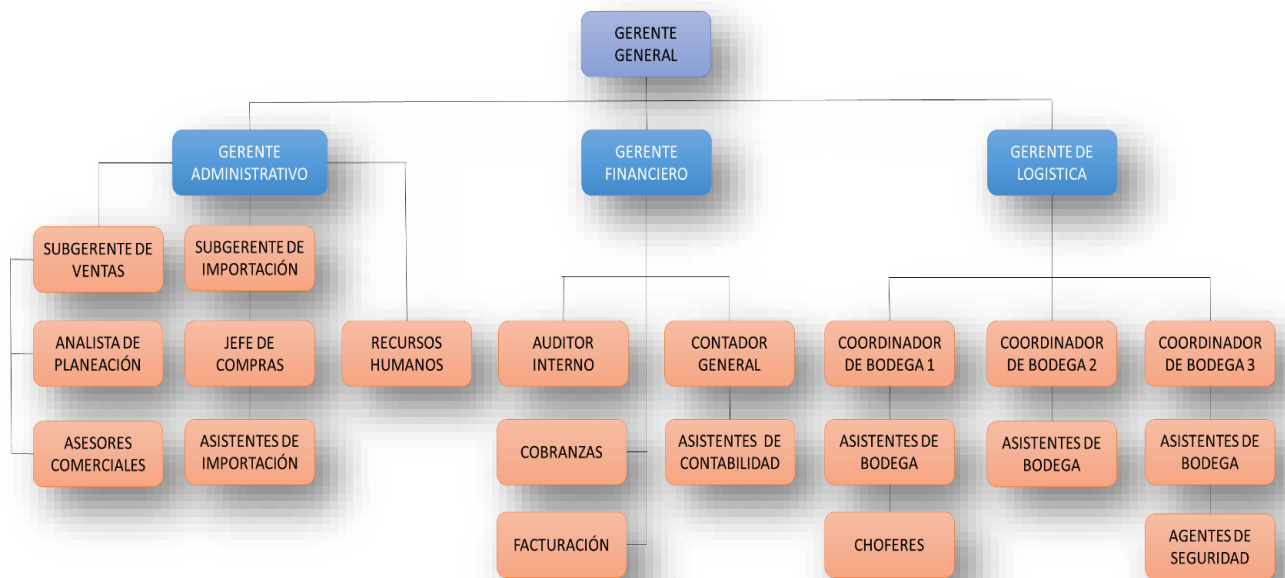 GERENTE
GENERAL
GERENTE
ADMINISTRATIVO
GERENTE
FINANCIERO
GERENTE DE
LOGISTICA
SUBGERENTE DE
VENTAS
SUBGERENTE DE
IMPORTACIÓN
ANALISTA DE
PLANEACIÓN
JEFE DE
COMPRAS
RECURSOS
HUMANOS
AUDITOR
INTERNO
CONTADOR
GENERAL
COORDINADOR
DE BODEGA 1
COORDINADOR
DE BODEGA 2
COORDINADOR
DE BODEGA 3
ASESORES
COMERCIALES
ASISTENTES DE
IMPORTACIÓN
COBRANZAS
ASISTENTES DE
CONTABILIDAD
ASISTENTES DE
BODEGA
ASISTENTES DE
BODEGA
ASISTENTES DE
BODEGA
FACTURACIÓN
CHOFERES
AGENTES DE
SEGURIDAD